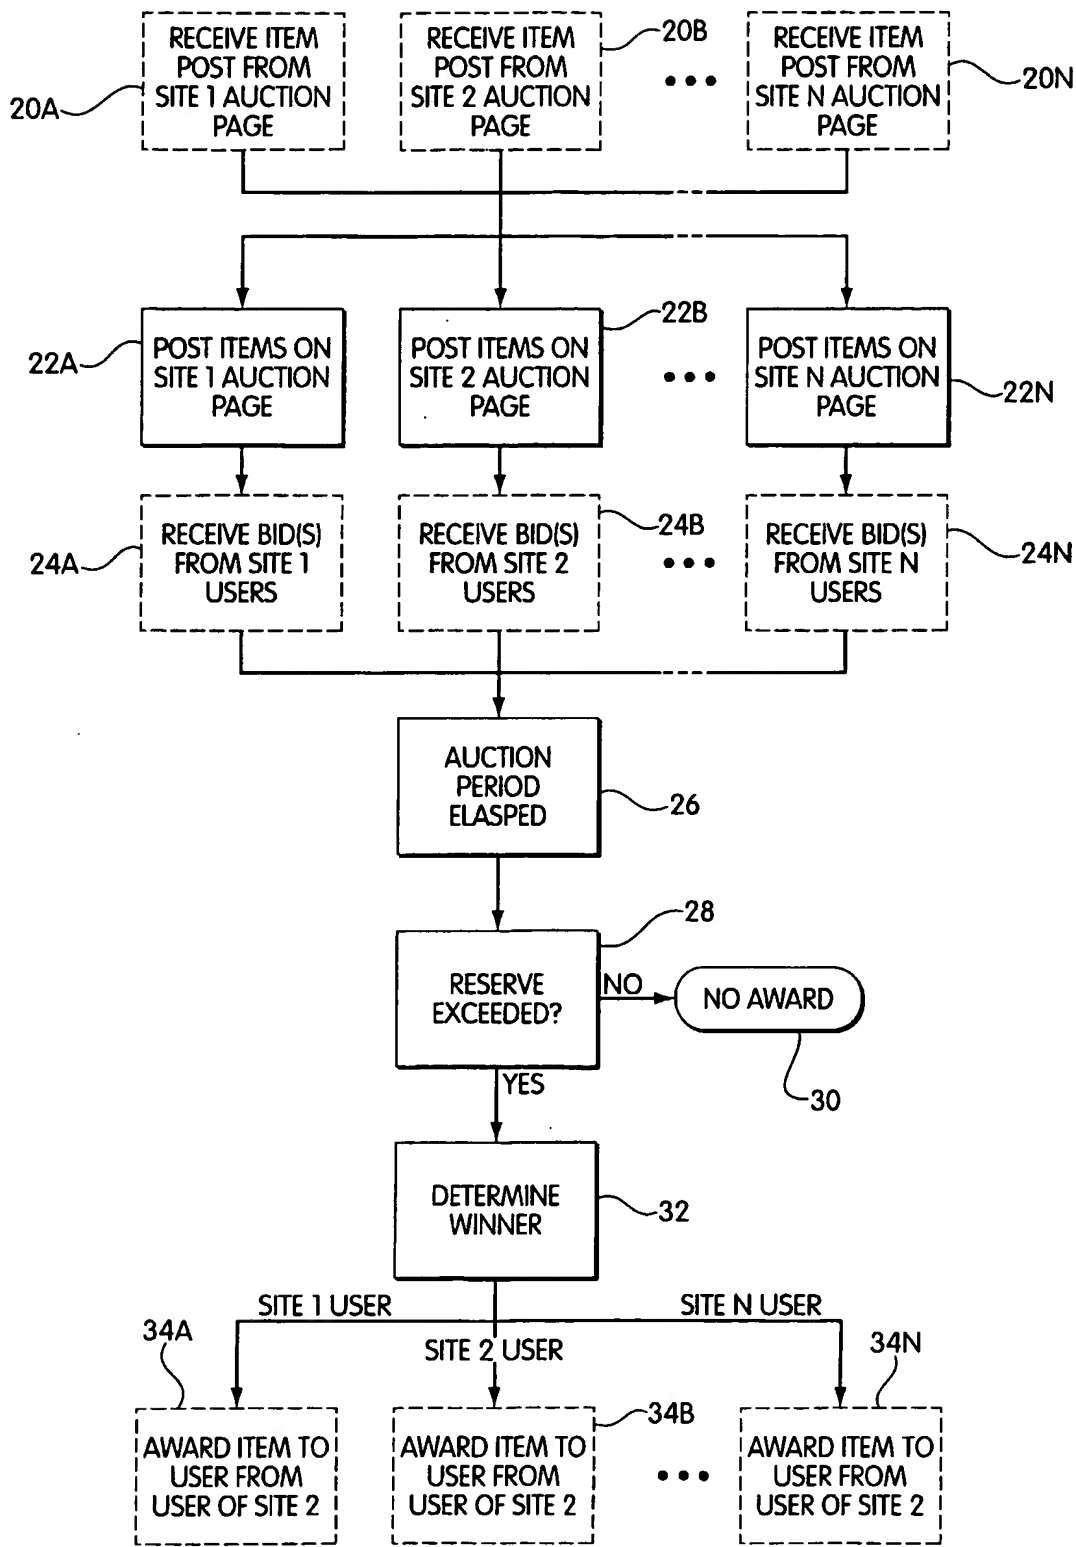 RECEIVE ITEM
POST FROM
SITE 1 AUCTION
PAGE
20A
RECEIVE ITEM
POST FROM
SITE 2 AUCTION
PAGE
20B
RECEIVE ITEM
POST FROM
SITE N AUCTION
PAGE
20N
POST ITEMS ON
SITE 1 AUCTION
PAGE
22A
POST ITEMS ON
SITE 2 AUCTION
PAGE
22B
POST ITEMS ON
SITE N AUCTION
PAGE
22N
RECEIVE BID(S)
FROM SITE 1
USERS
24A
RECEIVE BID(S)
FROM SITE 2
USERS
24B
RECEIVE BID(S)
FROM SITE N
USERS
24N
AUCTION
PERIOD
ELASPED
26
RESERVE
EXCEEDED?
28
NO
NO AWARD
30
YES
DETERMINE
WINNER
32
SITE 1 USER
SITE 2 USER
SITE N USER
34A
AWARD ITEM TO
USER FROM
USER OF SITE 2
34B
AWARD ITEM TO
USER FROM
USER OF SITE 2
34N
AWARD ITEM TO
USER FROM
USER OF SITE 2